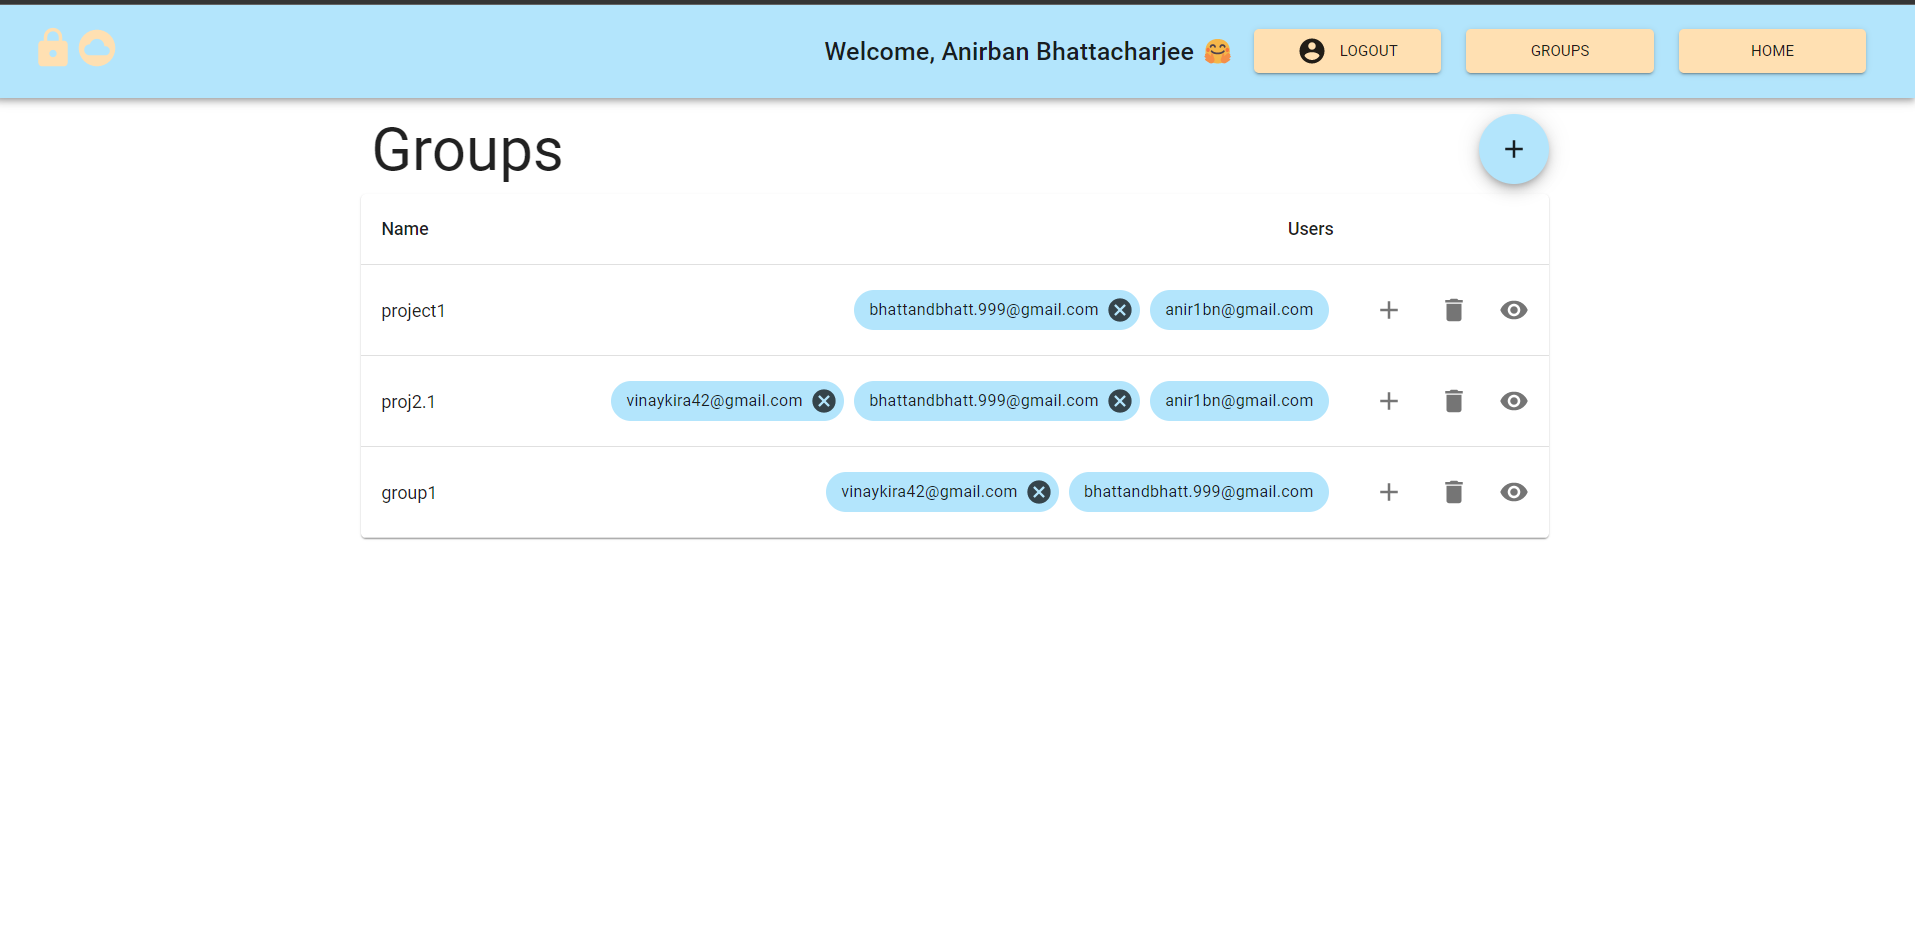 Welcome, Anirban Bhattacharjee 🤗 LOGOUT GROUPS HOME
Groups
Name Users
project1 bhattandbhatt.999@gmail.com anir1bn@gmail.com
proj2.1 vinaykira42@gmail.com bhattandbhatt.999@gmail.com anir1bn@gmail.com
group1 vinaykira42@gmail.com bhattandbhatt.999@gmail.com